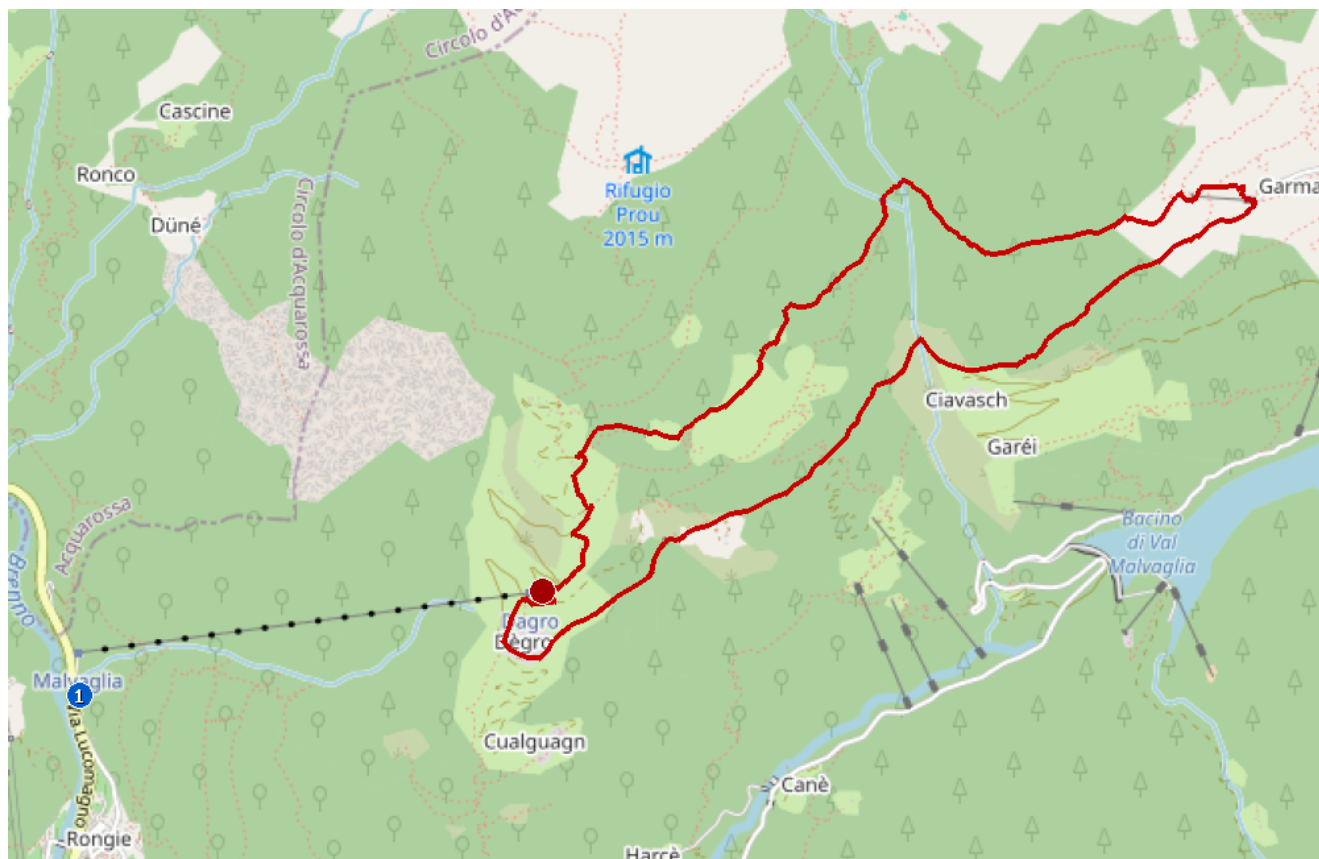 Circolo d'A
Cascine
Ronco
Düné
Circolo d'Acquarossa
Rifugio
Prou
2015 m
Garma
Ciavasch
Garéi
Bacino
di Val
Malvaglia
Acquarossa
Brenno
Dagro
Bègro
Malvaglia
1
Via Lucomagno
Cualguagn
Canè
Rongie
Harcè